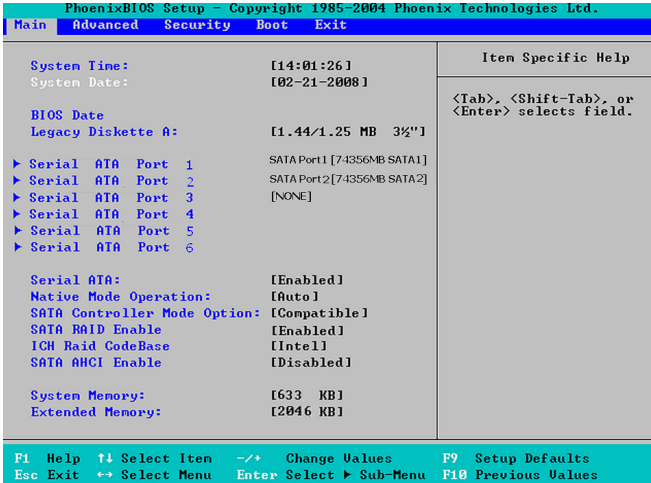 PhoenixBIOS Setup - Copyright 1985-2004 Phoenix Technologies Ltd.
Main Advanced Security Boot Exit
Item Specific Help
System Time: [14:01:26]
System Date: [02-21-2008]
<Tab>, <Shift-Tab>, or
<Enter> selects field.
BIOS Date
Legacy Diskette A: [1.44/1.25 MB 3½"]
Serial ATA Port 1 SATA Port1 [74356MB SATA1]
Serial ATA Port 2 SATA Port2 [74356MB SATA2]
Serial ATA Port 3 [NONE]
Serial ATA Port 4
Serial ATA Port 5
Serial ATA Port 6
Serial ATA: [Enabled]
Native Mode Operation: [Auto]
SATA Controller Mode Option: [Compatible]
SATA RAID Enable [Enabled]
ICH Raid CodeBase [Intel]
SATA AHCI Enable [Disabled]
System Memory: [633 KB]
Extended Memory: [2046 KB]
F1 Help ↑↓ Select Item -/+ Change Values F9 Setup Defaults
Esc Exit ↔ Select Menu Enter Select ▶ Sub-Menu F10 Previous Values